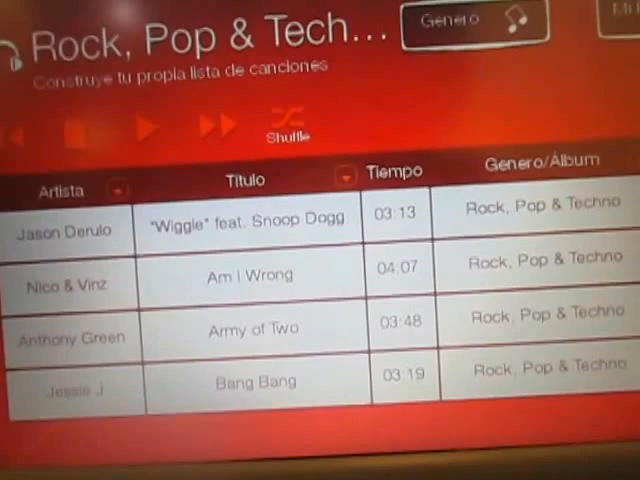 Rock, Pop & Tech...
Genero
Construye tu propia lista de canciones
Shuffle
Artista Título Tiempo Genero/Álbum
Jason Derulo "Wiggle" feat. Snoop Dogg 03:13 Rock, Pop & Techno
Nico & Vinz Am I Wrong 04:07 Rock, Pop & Techno
Anthony Green Army of Two 03:48 Rock, Pop & Techno
Jessie J Bang Bang 03:19 Rock, Pop & Techno